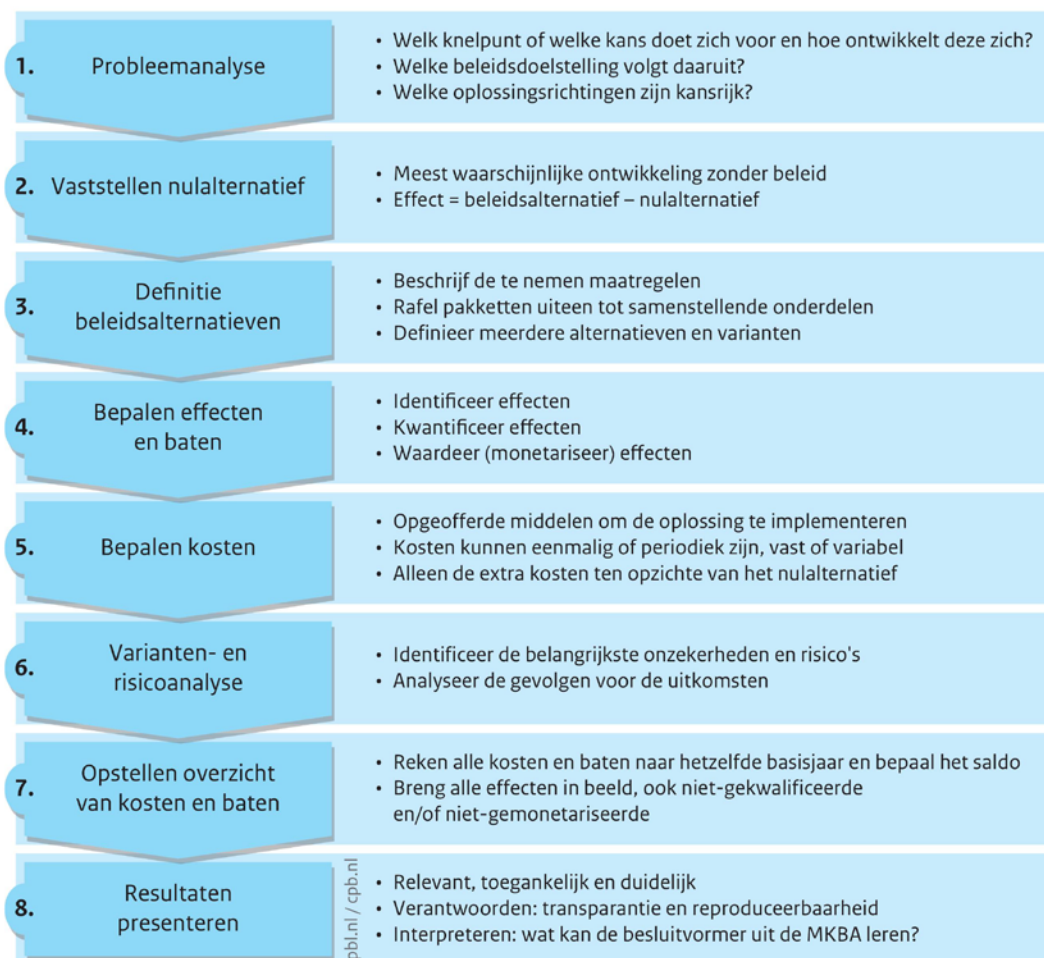 1.
Probleemanalyse
• Welk knelpunt of welke kans doet zich voor en hoe ontwikkelt deze zich?
• Welke beleidsdoelstelling volgt daaruit?
• Welke oplossingsrichtingen zijn kansrijk?
2.
Vaststellen nulalternatief
• Meest waarschijnlijke ontwikkeling zonder beleid
• Effect = beleidsalternatief – nulalternatief
3.
Definitie
beleidsalternatieven
• Beschrijf de te nemen maatregelen
• Rafel pakketten uiteen tot samenstellende onderdelen
• Definieer meerdere alternatieven en varianten
4.
Bepalen effecten
en baten
• Identificeer effecten
• Kwantificeer effecten
• Waardeer (monetariseer) effecten
5.
Bepalen kosten
• Opgeofferde middelen om de oplossing te implementeren
• Kosten kunnen eenmalig of periodiek zijn, vast of variabel
• Alleen de extra kosten ten opzichte van het nulalternatief
6.
Varianten- en
risicoanalyse
• Identificeer de belangrijkste onzekerheden en risico's
• Analyseer de gevolgen voor de uitkomsten
7.
Opstellen overzicht
van kosten en baten
• Reken alle kosten en baten naar hetzelfde basisjaar en bepaal het saldo
• Breng alle effecten in beeld, ook niet-gekwalificeerde
en/of niet-gemonetariseerde
8.
Resultaten
presenteren
• Relevant, toegankelijk en duidelijk
• Verantwoorden: transparantie en reproduceerbaarheid
• Interpreteren: wat kan de besluitvormer uit de MKBA leren?
pbl.nl / cpb.nl